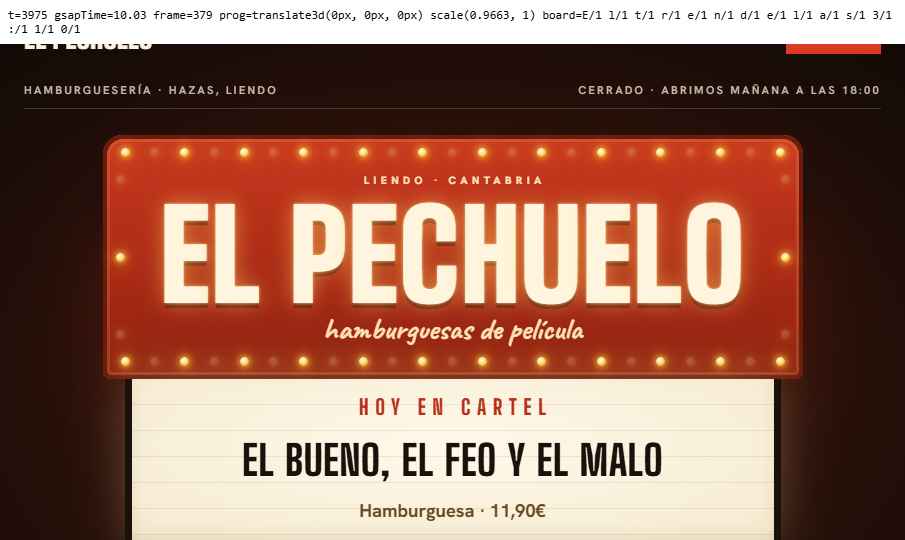 t=3975 gsapTime=10.03 frame=379 prog=translate3d(0px, 0px, 0px) scale(0.9663, 1) board=E/1 l/1 t/1 r/1 e/1 n/1 d/1 e/1 l/1 a/1 s/1 3/1
:/1 1/1 0/1
EL PECHUELO
HAMBURGUESERÍA · HAZAS, LIENDO
CERRADO · ABRIMOS MAÑANA A LAS 18:00
LIENDO · CANTABRIA
EL PECHUELO
hamburguesas de película
HOY EN CARTEL
EL BUENO, EL FEO Y EL MALO
Hamburguesa · 11,90€